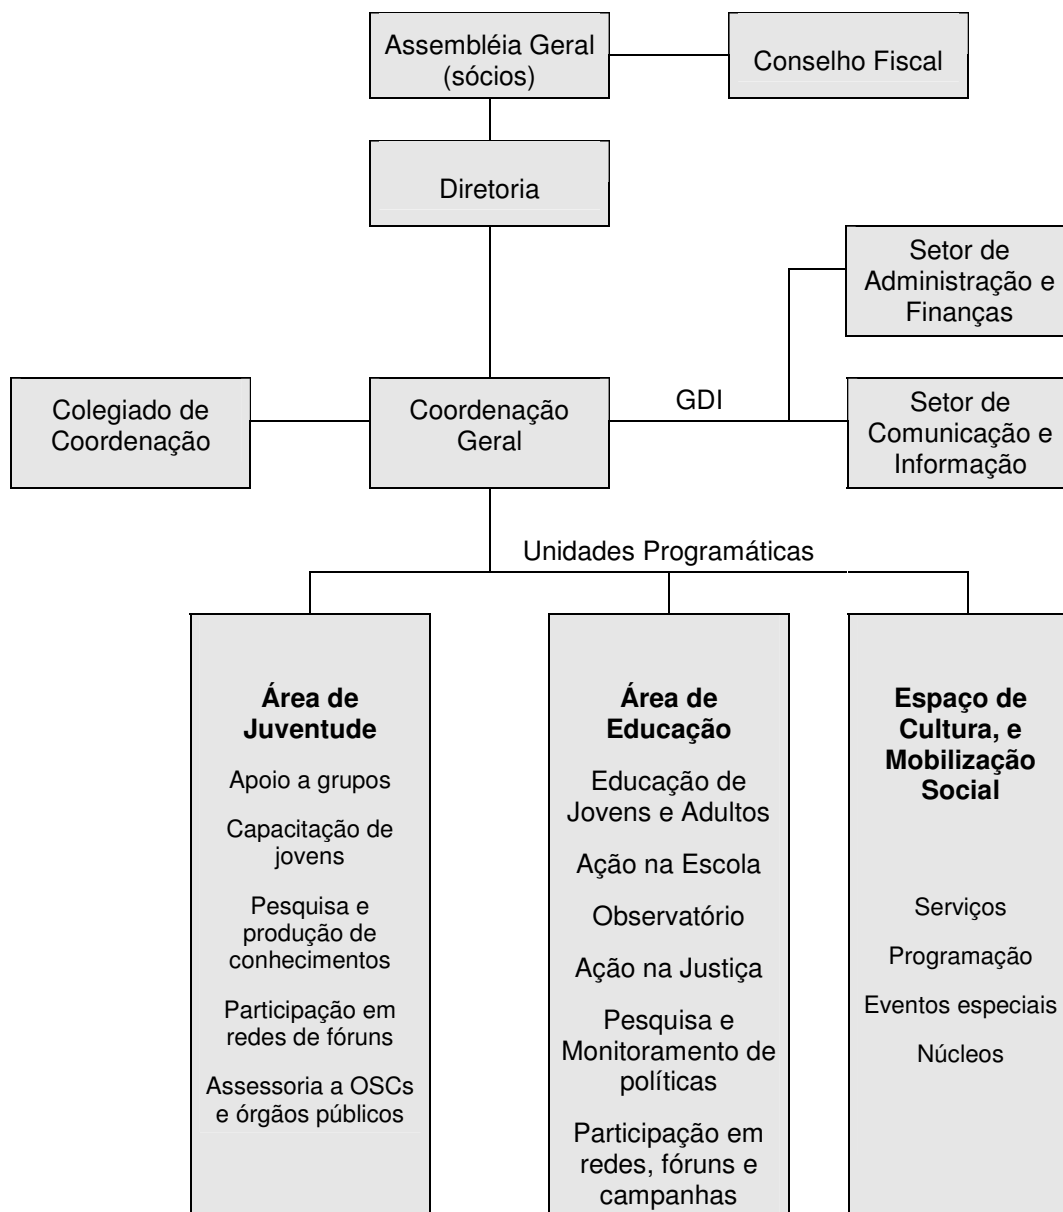 Assembléia Geral
(sócios)
Conselho Fiscal
Diretoria
Setor de
Administração e
Finanças
Colegiado de
Coordenação
Coordenação
Geral
GDI
Setor de
Comunicação e
Informação
Unidades Programáticas
Área de
Juventude
Apoio a grupos
Capacitação de
jovens
Pesquisa e
produção de
conhecimentos
Participação em
redes de fóruns
Assessoria a OSCs
e órgãos públicos
Área de
Educação
Educação de
Jovens e Adultos
Ação na Escola
Observatório
Ação na Justiça
Pesquisa e
Monitoramento de
políticas
Participação em
redes, fóruns e
campanhas
Espaço de
Cultura, e
Mobilização
Social
Serviços
Programação
Eventos especiais
Núcleos